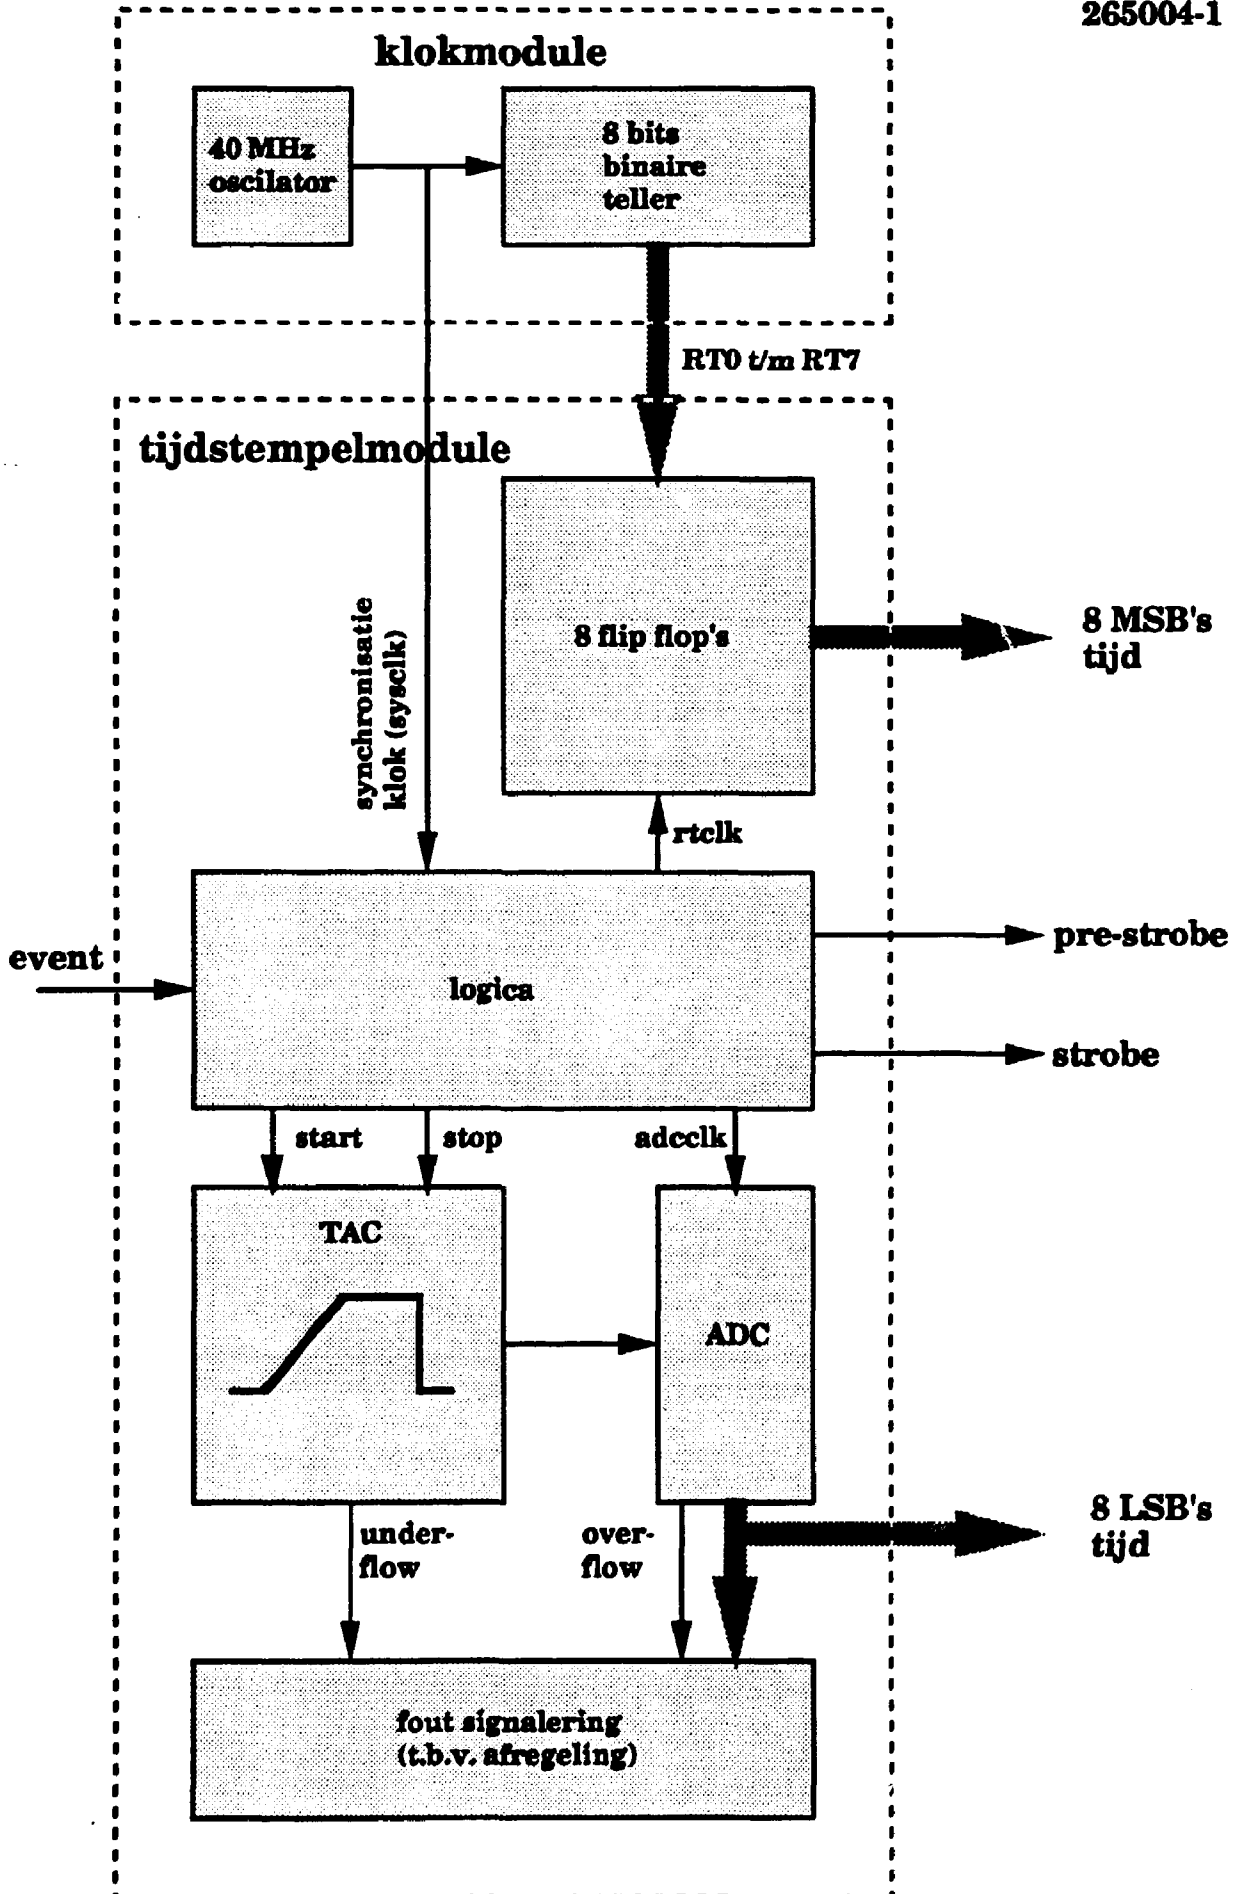 265004-1
klokmodule
40 MHz
oscilator
8 bits
binaire
teller
RT0 t/m RT7
tijdstempelmodule
synchronisatie
klok (sysclk)
8 flip flop's
8 MSB's
tijd
rtclk
event
logica
pre-strobe
strobe
start
stop
adcclk
TAC
ADC
under-
flow
over-
flow
8 LSB's
tijd
fout signalering
(t.b.v. afregeling)